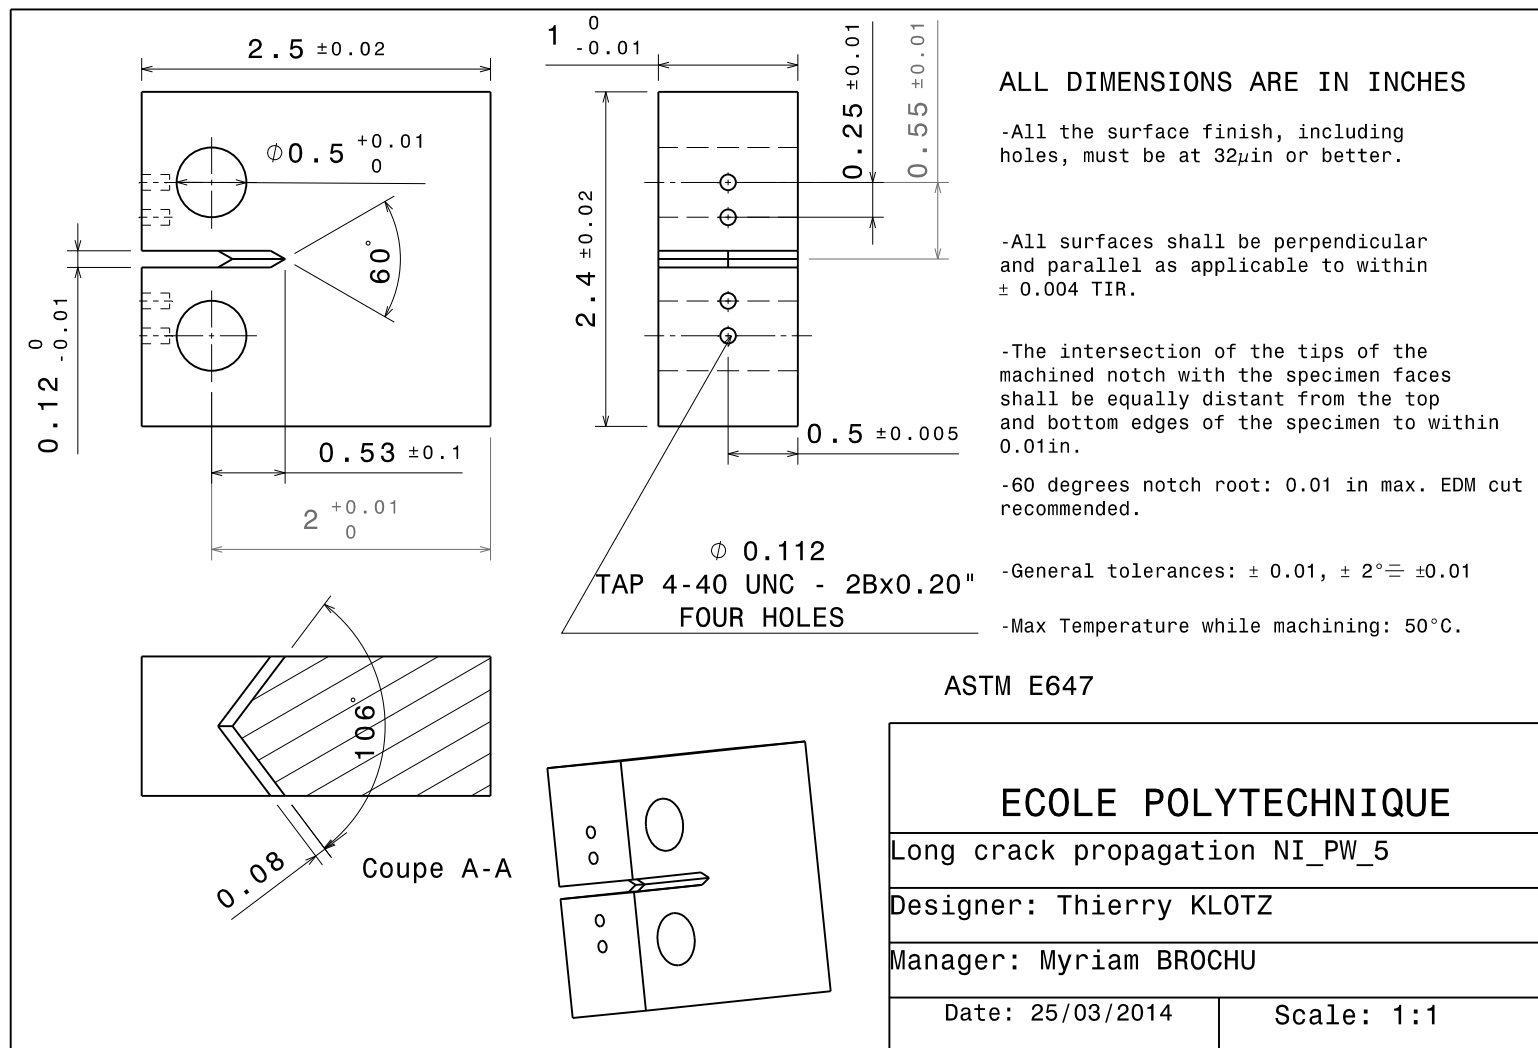 2.5 ±0.02
Ø0.5 +0.01
0
60°
0.12 0
-0.01
0.53 ±0.1
2 +0.01
0
1 0
-0.01
0.25 ±0.01
0.55 ±0.01
2.4 ±0.02
0.5 ±0.005
Ø 0.112
TAP 4-40 UNC - 2Bx0.20"
FOUR HOLES
106°
0.08
Coupe A-A
ALL DIMENSIONS ARE IN INCHES
-All the surface finish, including
holes, must be at 32µin or better.
-All surfaces shall be perpendicular
and parallel as applicable to within
± 0.004 TIR.
-The intersection of the tips of the
machined notch with the specimen faces
shall be equally distant from the top
and bottom edges of the specimen to within
0.01in.
-60 degrees notch root: 0.01 in max. EDM cut
recommended.
-General tolerances: ± 0.01, ± 2°⌯ ±0.01
-Max Temperature while machining: 50°C.
ASTM E647
ECOLE POLYTECHNIQUE
Long crack propagation NI_PW_5
Designer: Thierry KLOTZ
Manager: Myriam BROCHU
Date: 25/03/2014
Scale: 1:1